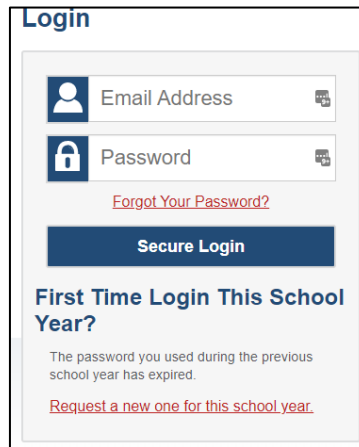 Login
Email Address
Password
Forgot Your Password?
Secure Login
First Time Login This School
Year?
The password you used during the previous
school year has expired.
Request a new one for this school year.